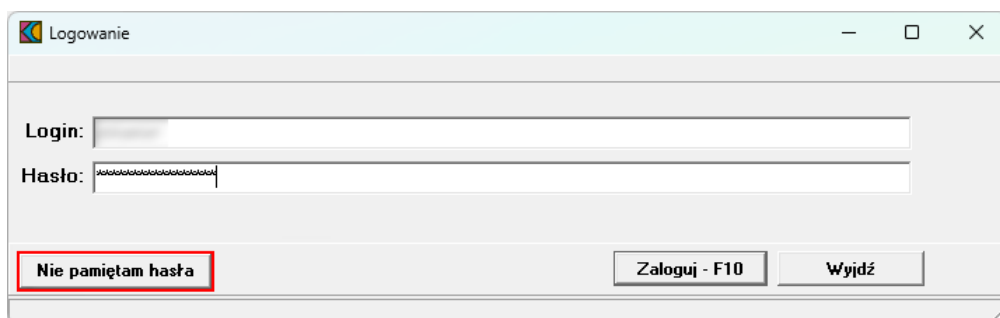 Logowanie
Login:
Hasło: ******************
Nie pamiętam hasła Zaloguj - F10 Wyjdź